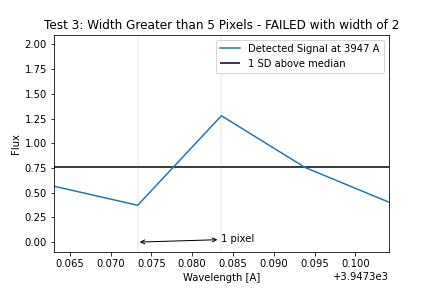 Test 3: Width Greater than 5 Pixels - FAILED with width of 2
Detected Signal at 3947 A
1 SD above median
2.00
1.75
1.50
1.25
1.00
0.75
0.50
0.25
0.00
Flux
1 pixel
0.065 0.070 0.075 0.080 0.085 0.090 0.095 0.100
Wavelength [A]
+3.9473e3